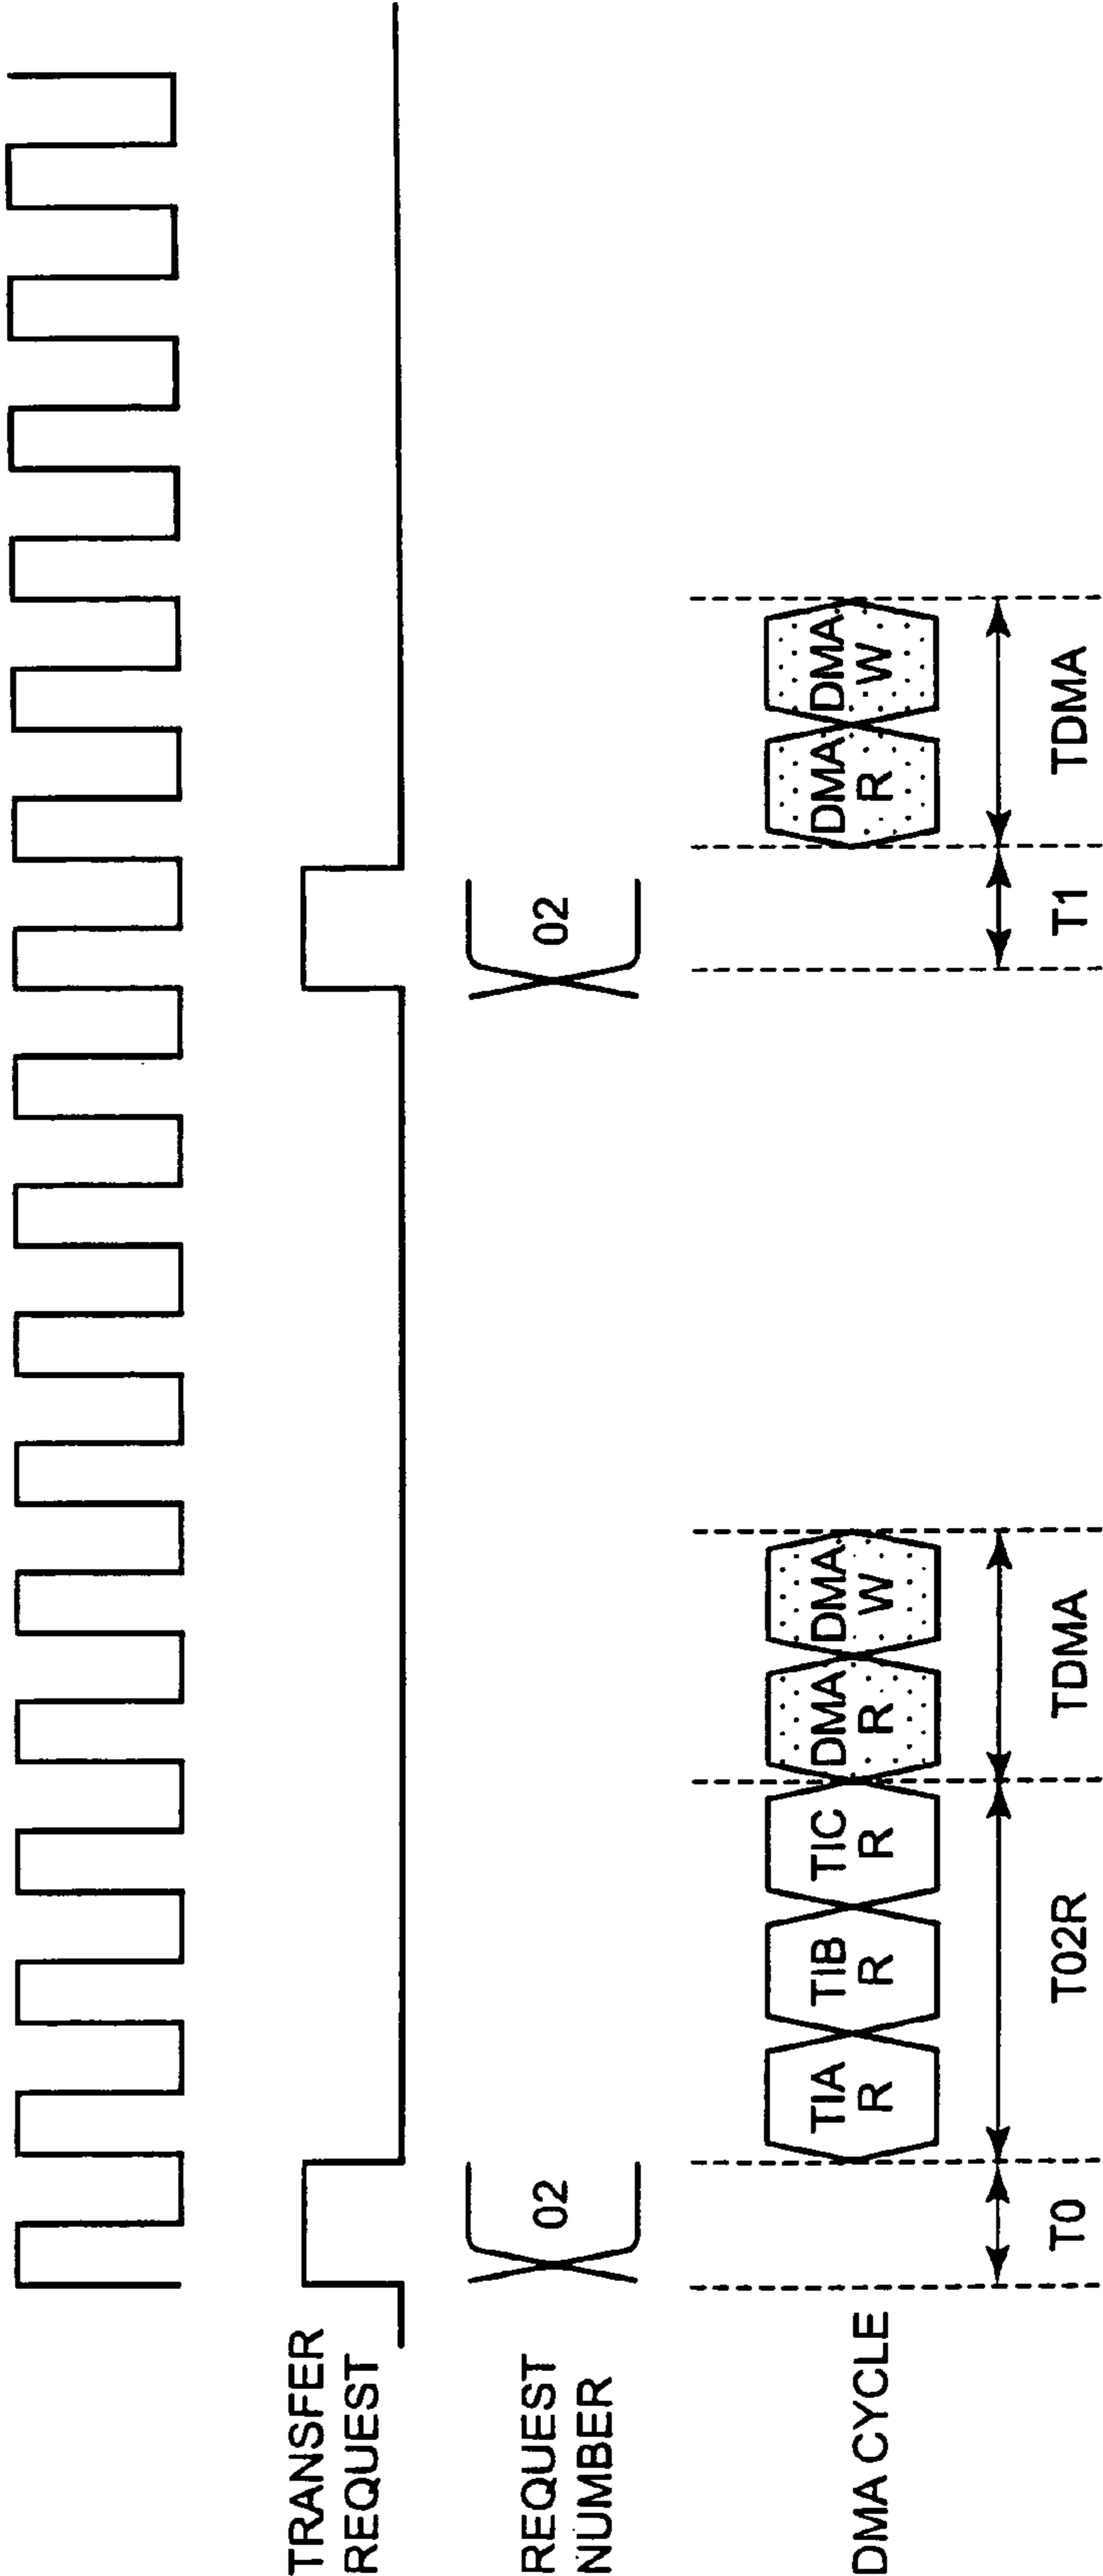 TRANSFER
REQUEST
REQUEST
NUMBER
02
02
DMA CYCLE
TIA
R
TIB
R
TIC
R
DMA
R
DMA
W
DMA
R
DMA
W
T0
T02R
TDMA
T1
TDMA